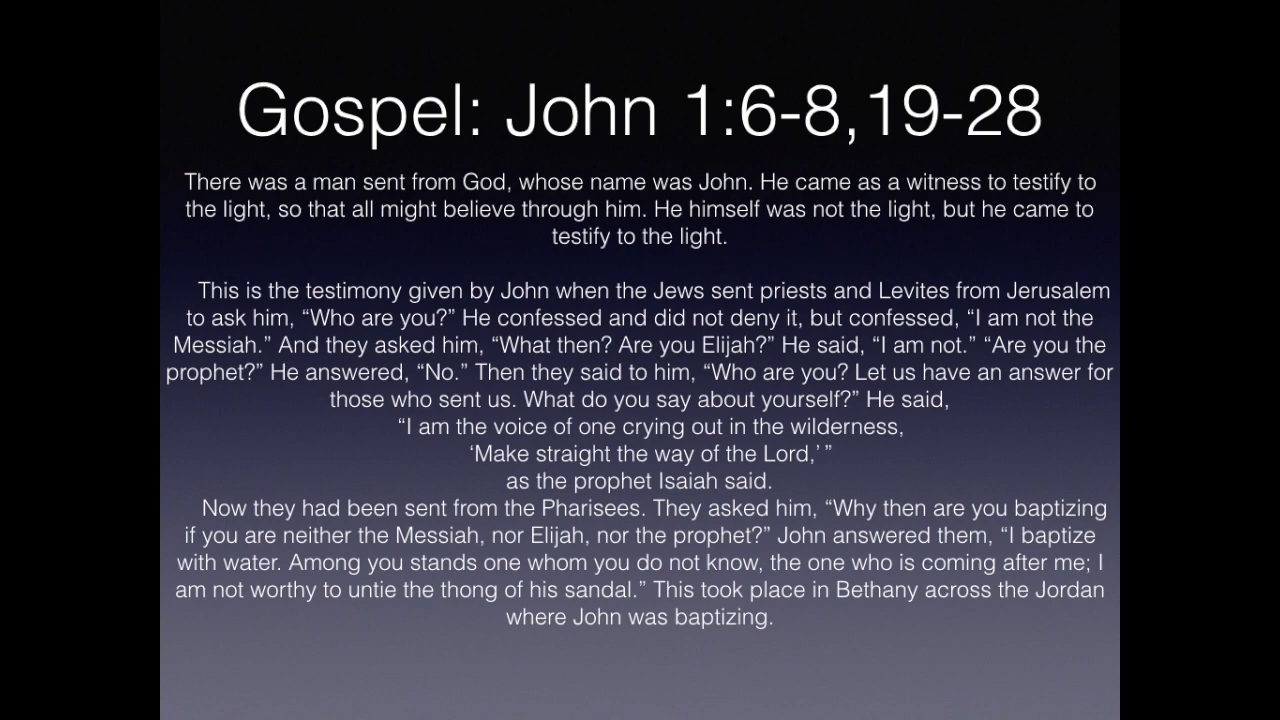 Gospel: John 1:6-8,19-28
There was a man sent from God, whose name was John. He came as a witness to testify to
the light, so that all might believe through him. He himself was not the light, but he came to
testify to the light.
This is the testimony given by John when the Jews sent priests and Levites from Jerusalem
to ask him, “Who are you?” He confessed and did not deny it, but confessed, “I am not the
Messiah.” And they asked him, “What then? Are you Elijah?” He said, “I am not.” “Are you the
prophet?” He answered, “No.” Then they said to him, “Who are you? Let us have an answer for
those who sent us. What do you say about yourself?” He said,
“I am the voice of one crying out in the wilderness,
‘Make straight the way of the Lord,’ ”
as the prophet Isaiah said.
Now they had been sent from the Pharisees. They asked him, “Why then are you baptizing
if you are neither the Messiah, nor Elijah, nor the prophet?” John answered them, “I baptize
with water. Among you stands one whom you do not know, the one who is coming after me; I
am not worthy to untie the thong of his sandal.” This took place in Bethany across the Jordan
where John was baptizing.